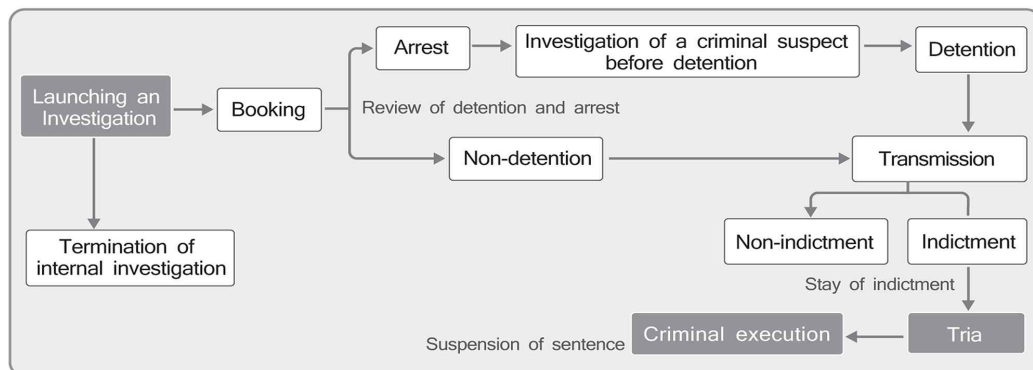 Arrest
Investigation of a criminal suspect
before detention
Detention
Launching an
Investigation
Booking
Review of detention and arrest
Non-detention
Transmission
Termination of
internal investigation
Non-indictment
Indictment
Stay of indictment
Suspension of sentence
Criminal execution
Tria